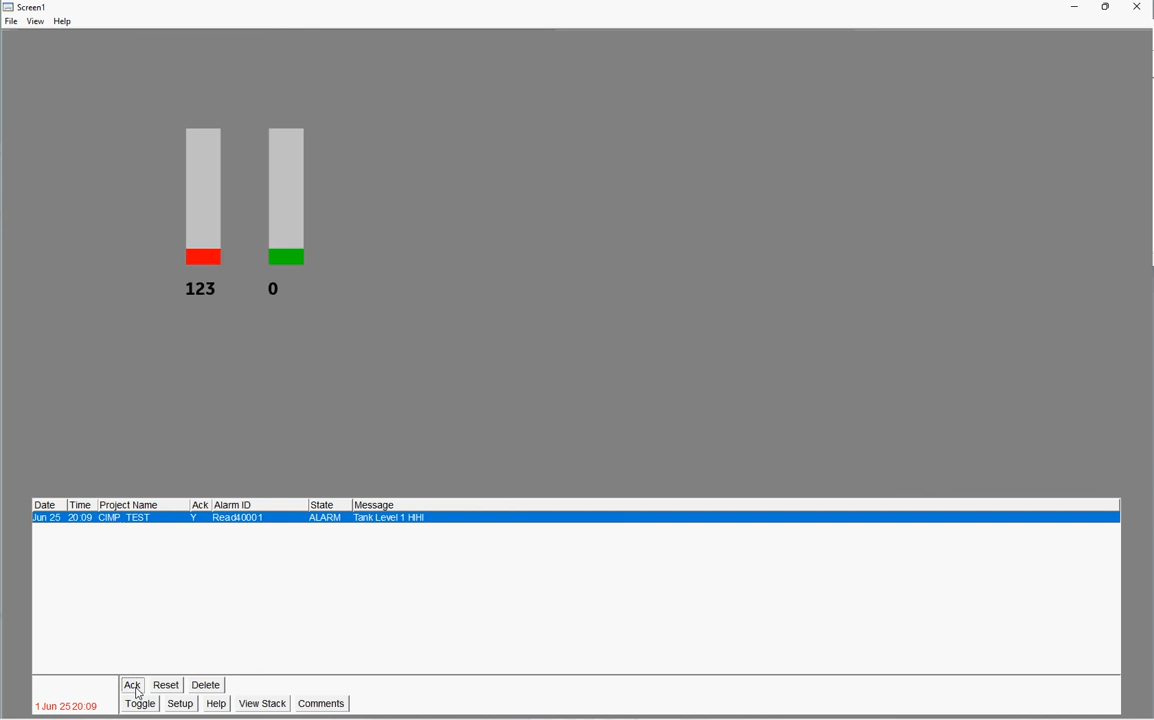 Screen1
File View Help
123 0
Date Time Project Name Ack Alarm ID State Message
Jun 25 20:09 CIMP_TEST Y Read40001 ALARM Tank Level 1 HIHI
Ack Reset Delete
1 Jun 25 20:09 Toggle Setup Help View Stack Comments